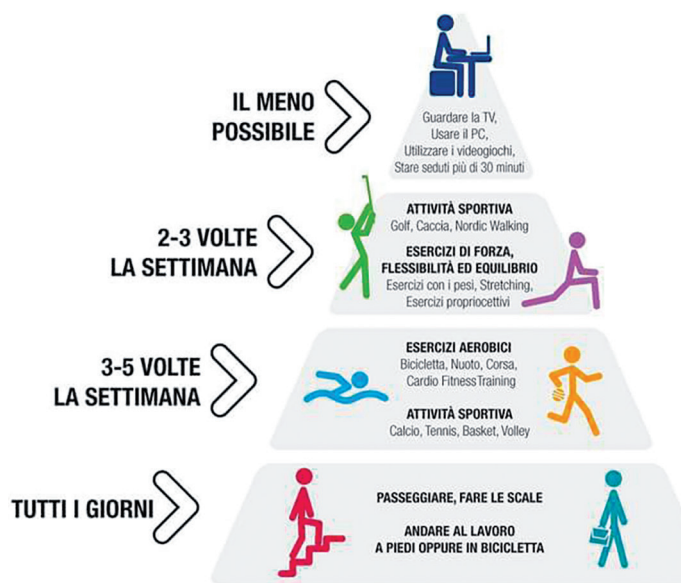 IL MENO
POSSIBILE
Guardare la TV,
Usare il PC,
Utilizzare i videogiochi,
Stare seduti più di 30 minuti
2-3 VOLTE
LA SETTIMANA
ATTIVITÀ SPORTIVA
Golf, Caccia, Nordic Walking
ESERCIZI DI FORZA,
FLESSIBILITÀ ED EQUILIBRIO
Esercizi con i pesi, Stretching,
Esercizi propriocettivi
3-5 VOLTE
LA SETTIMANA
ESERCIZI AEROBICI
Bicicletta, Nuoto, Corsa,
Cardio FitnessTraining
ATTIVITÀ SPORTIVA
Calcio, Tennis, Basket, Volley
TUTTI I GIORNI
PASSEGGIARE, FARE LE SCALE
ANDARE AL LAVORO
A PIEDI OPPURE IN BICICLETTA